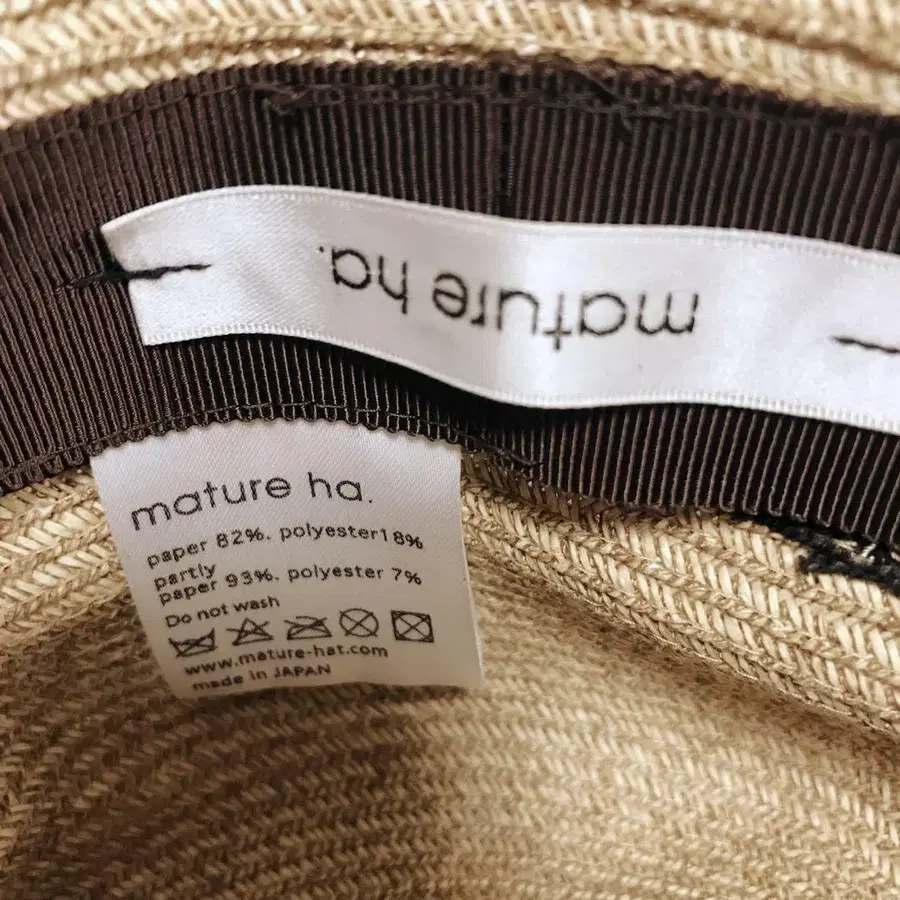 mature ha.
mature ha.
paper 82%. polyester18%
partly
paper 93%. polyester 7%
Do not wash
www.mature-hat.com
made in JAPAN